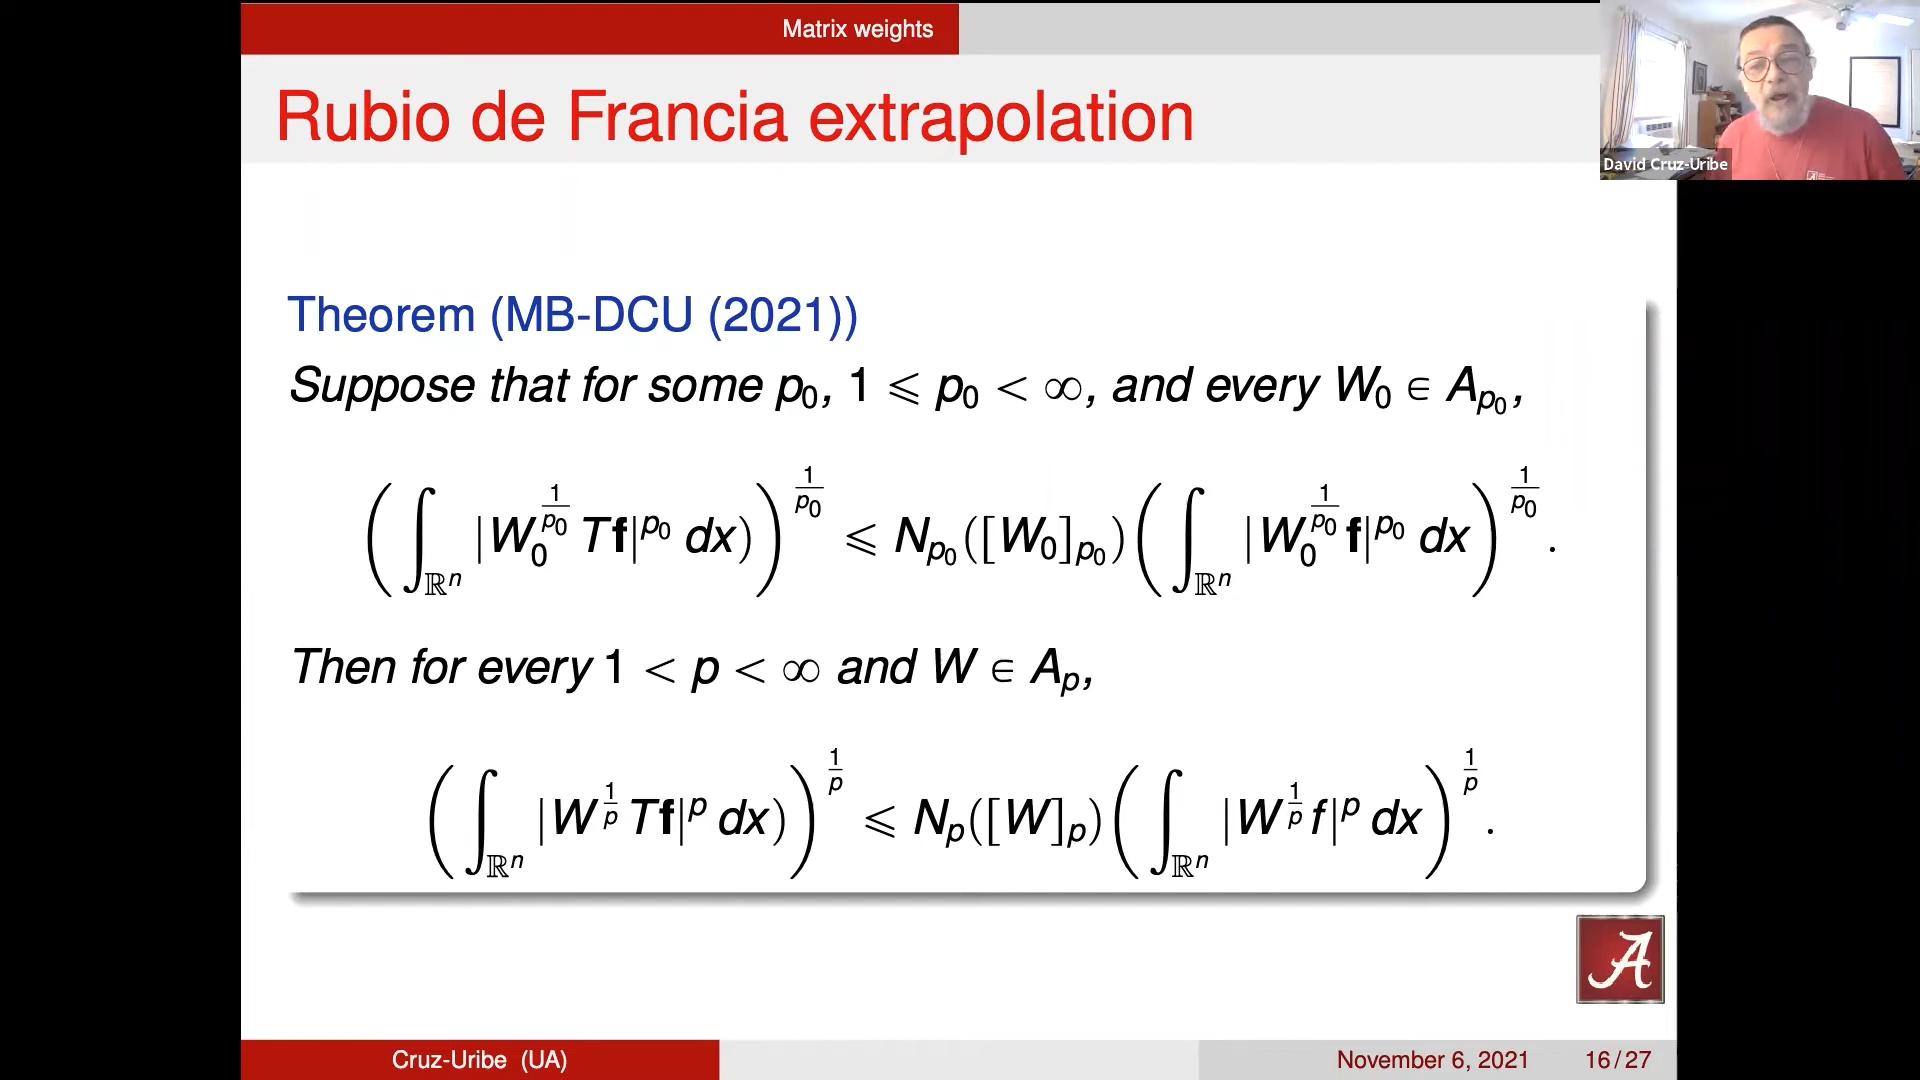 Matrix weights
Rubio de Francia extrapolation
David Cruz-Uribe
Theorem (MB-DCU (2021))
Suppose that for some p₀, 1 ⩽ p₀ < ∞, and every W₀ ∈ A_{p₀},
( ∫_{ℝⁿ} |W₀^{1/p₀} T𝐟|^{p₀} dx) )^{1/p₀} ⩽ N_{p₀}([W₀]_{p₀}) ( ∫_{ℝⁿ} |W₀^{1/p₀} 𝐟|^{p₀} dx )^{1/p₀} .
Then for every 1 < p < ∞ and W ∈ A_p,
( ∫_{ℝⁿ} |W^{1/p} T𝐟|^p dx) )^{1/p} ⩽ N_p([W]_p) ( ∫_{ℝⁿ} |W^{1/p} f|^p dx )^{1/p} .
A
Cruz-Uribe (UA)
November 6, 2021
16 / 27